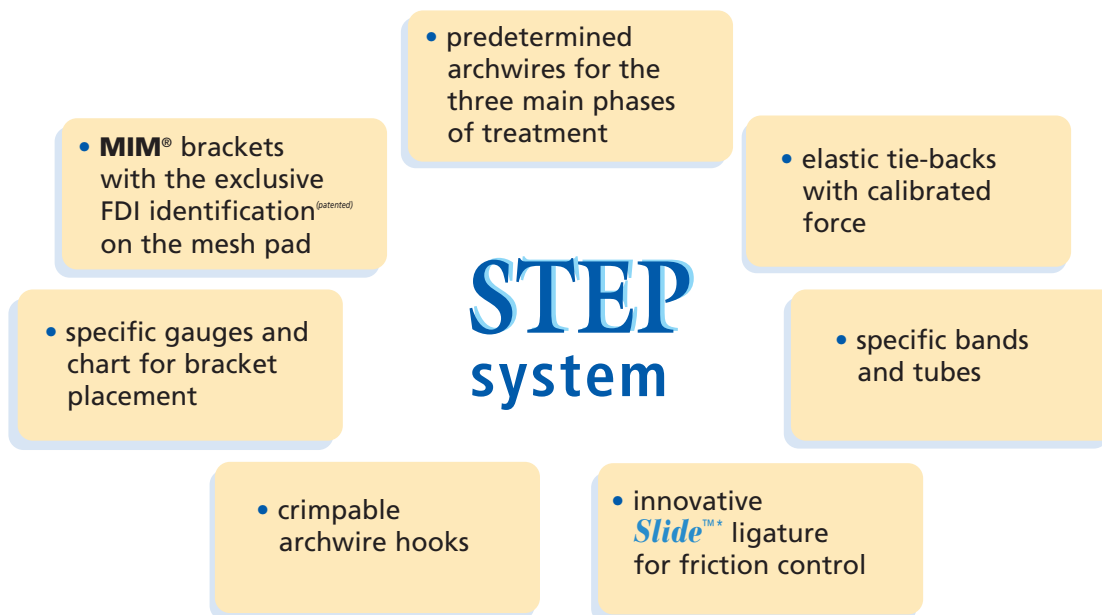 • predetermined
archwires for the
three main phases
of treatment
• MIM® brackets
with the exclusive
FDI identification(patented)
on the mesh pad
• elastic tie-backs
with calibrated
force
STEP
system
• specific gauges and
chart for bracket
placement
• specific bands
and tubes
• crimpable
archwire hooks
• innovative
Slide™* ligature
for friction control